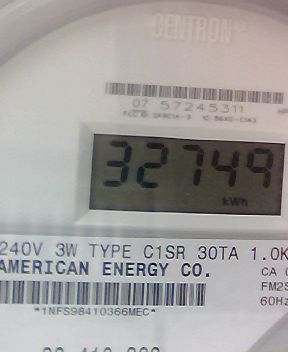 CENTRON®
07 57245311
32749
kWh
240V 3W TYPE C1SR 30TA 1.0K
AMERICAN ENERGY CO.
CA
FM2S
60Hz
*1NFS98410366MEC*